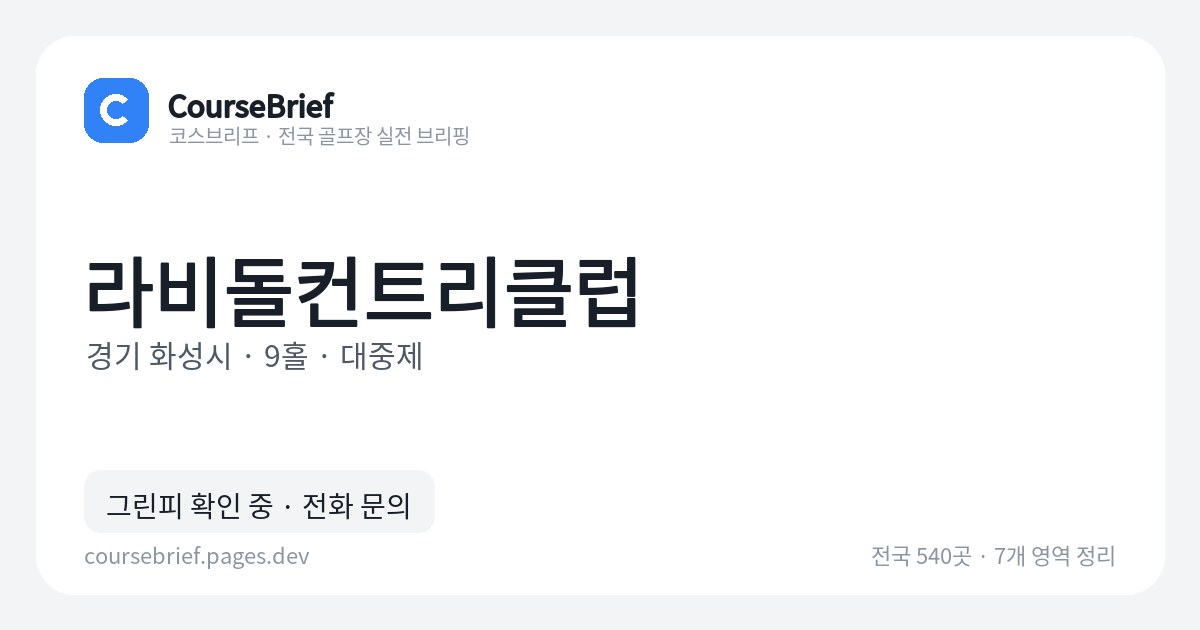 CourseBrief
코스브리프 · 전국 골프장 실전 브리핑
라비돌컨트리클럽
경기 화성시 · 9홀 · 대중제
그린피 확인 중 · 전화 문의
coursebrief.pages.dev
전국 540곳 · 7개 영역 정리